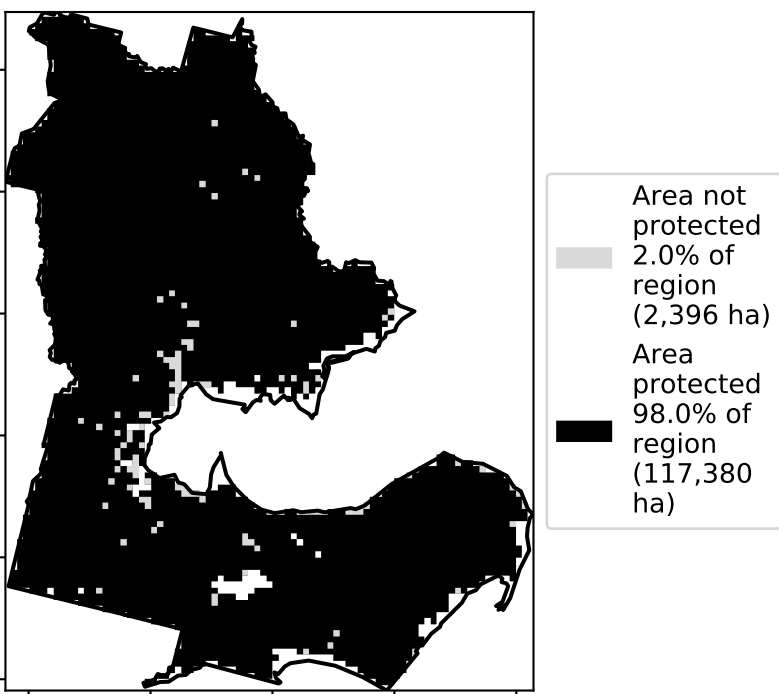 Area not
protected
2.0% of
region
(2,396 ha)
Area
protected
98.0% of
region
(117,380
ha)